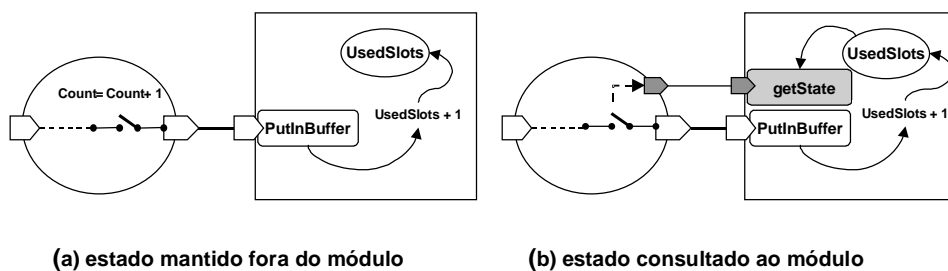 UsedSlots
Count= Count+ 1
UsedSlots + 1
PutInBuffer
(a) estado mantido fora do módulo
UsedSlots
getState
UsedSlots + 1
PutInBuffer
(b) estado consultado ao módulo